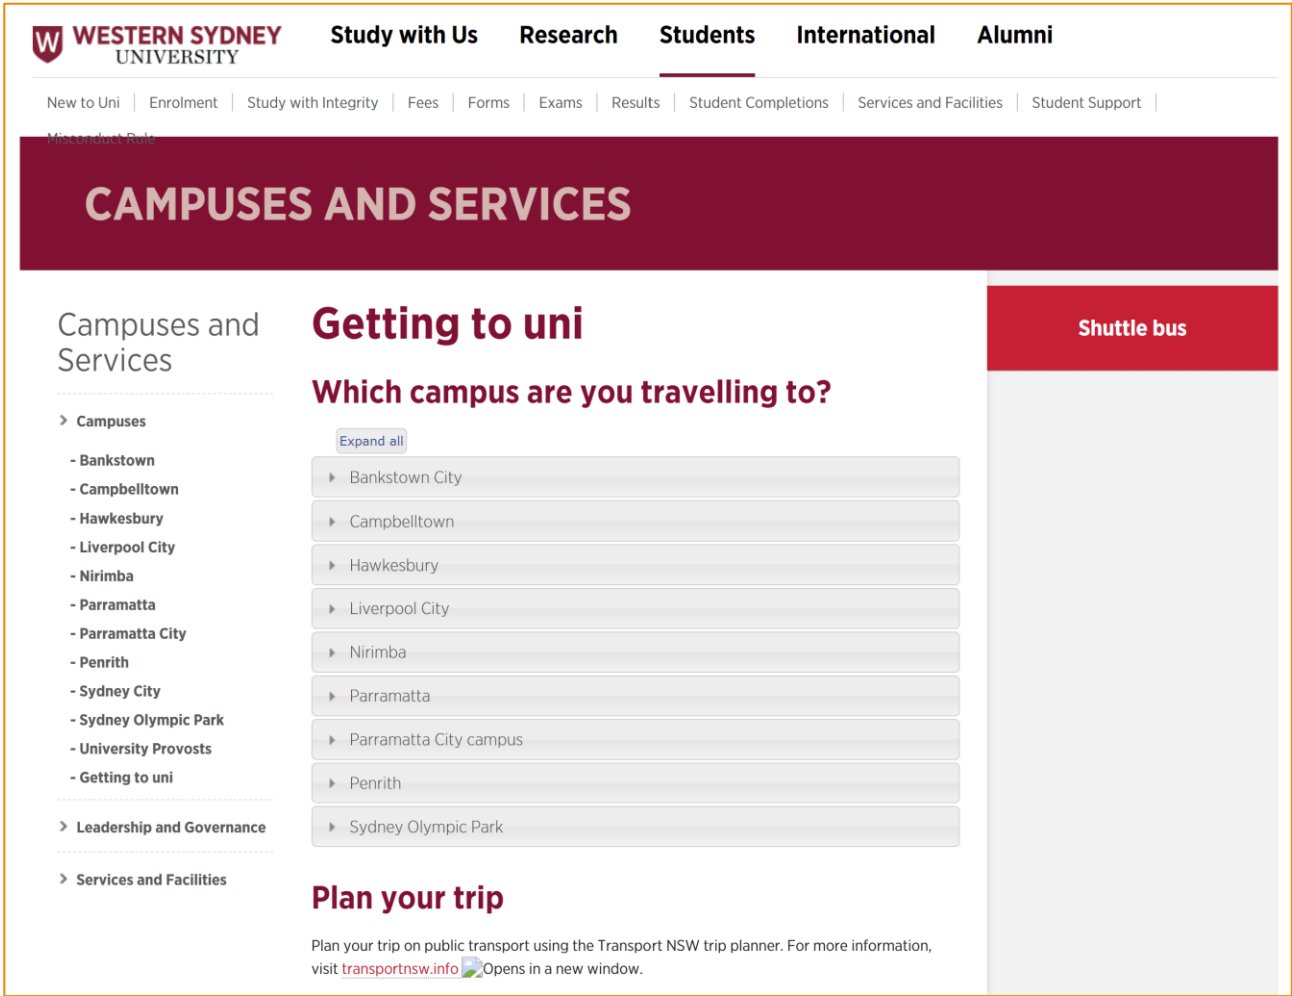 WESTERN SYDNEY
UNIVERSITY
Study with Us Research Students International Alumni
New to Uni Enrolment Study with Integrity Fees Forms Exams Results Student Completions Services and Facilities Student Support
Misconduct Rule
CAMPUSES AND SERVICES
Campuses and
Services
> Campuses
- Bankstown
- Campbelltown
- Hawkesbury
- Liverpool City
- Nirimba
- Parramatta
- Parramatta City
- Penrith
- Sydney City
- Sydney Olympic Park
- University Provosts
- Getting to uni
> Leadership and Governance
> Services and Facilities
Getting to uni
Which campus are you travelling to?
Expand all
Bankstown City
Campbelltown
Hawkesbury
Liverpool City
Nirimba
Parramatta
Parramatta City campus
Penrith
Sydney Olympic Park
Plan your trip
Plan your trip on public transport using the Transport NSW trip planner. For more information,
visit transportnsw.info Opens in a new window.
Shuttle bus